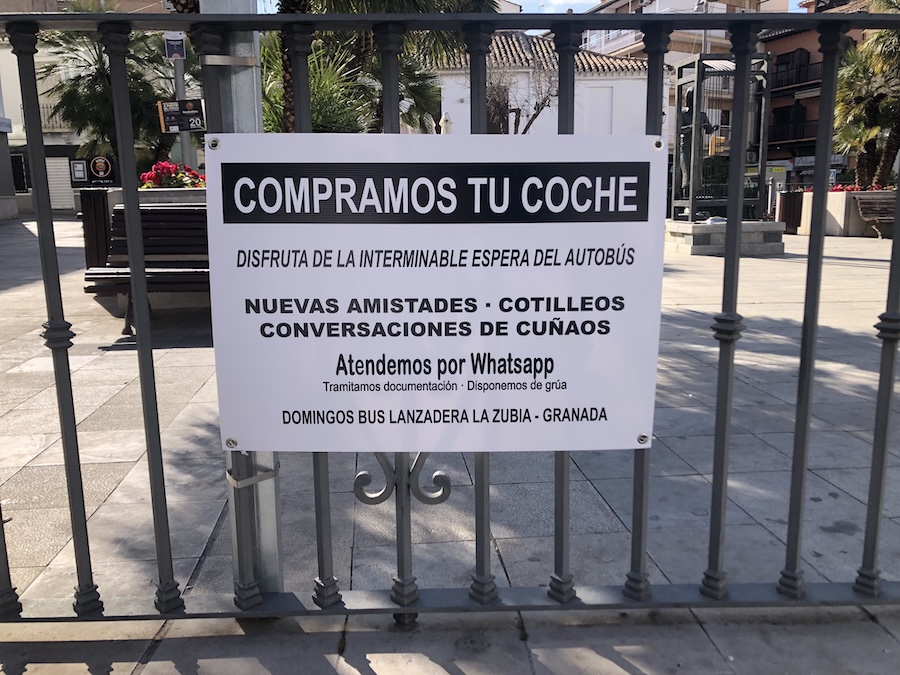 COMPRAMOS TU COCHE
DISFRUTA DE LA INTERMINABLE ESPERA DEL AUTOBÚS
NUEVAS AMISTADES · COTILLEOS
CONVERSACIONES DE CUÑAOS
Atendemos por Whatsapp
Tramitamos documentación · Disponemos de grúa
DOMINGOS BUS LANZADERA LA ZUBIA - GRANADA
20